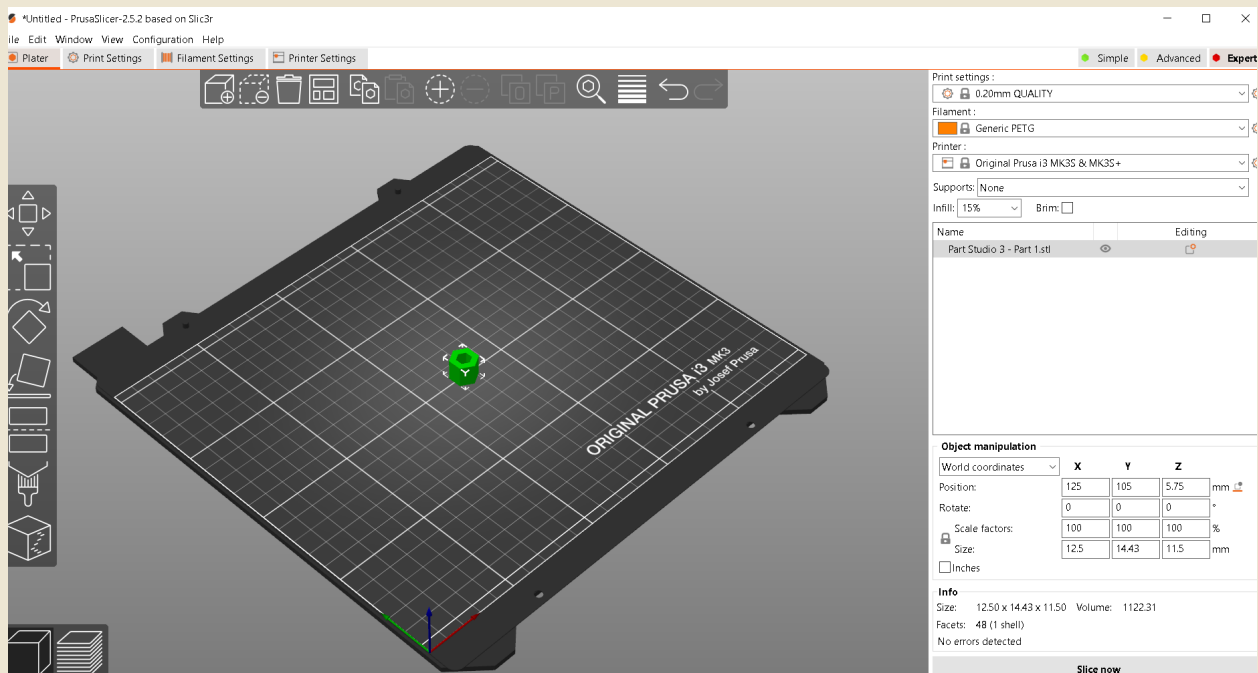 *Untitled - PrusaSlicer-2.5.2 based on Slic3r
ile Edit Window View Configuration Help
Plater Print Settings Filament Settings Printer Settings Simple Advanced Expert
Print settings :
0.20mm QUALITY
Filament :
Generic PETG
Printer :
Original Prusa i3 MK3S & MK3S+
Supports: None
Infill: 15% Brim:
Name Editing
Part Studio 3 - Part 1.stl
ORIGINAL PRUSA i3 MK3
by Josef Prusa
Object manipulation
World coordinates X Y Z
Position: 125 105 5.75 mm
Rotate: 0 0 0 °
Scale factors: 100 100 100 %
Size: 12.5 14.43 11.5 mm
Inches
Info
Size: 12.50 x 14.43 x 11.50 Volume: 1122.31
Facets: 48 (1 shell)
No errors detected
Slice now